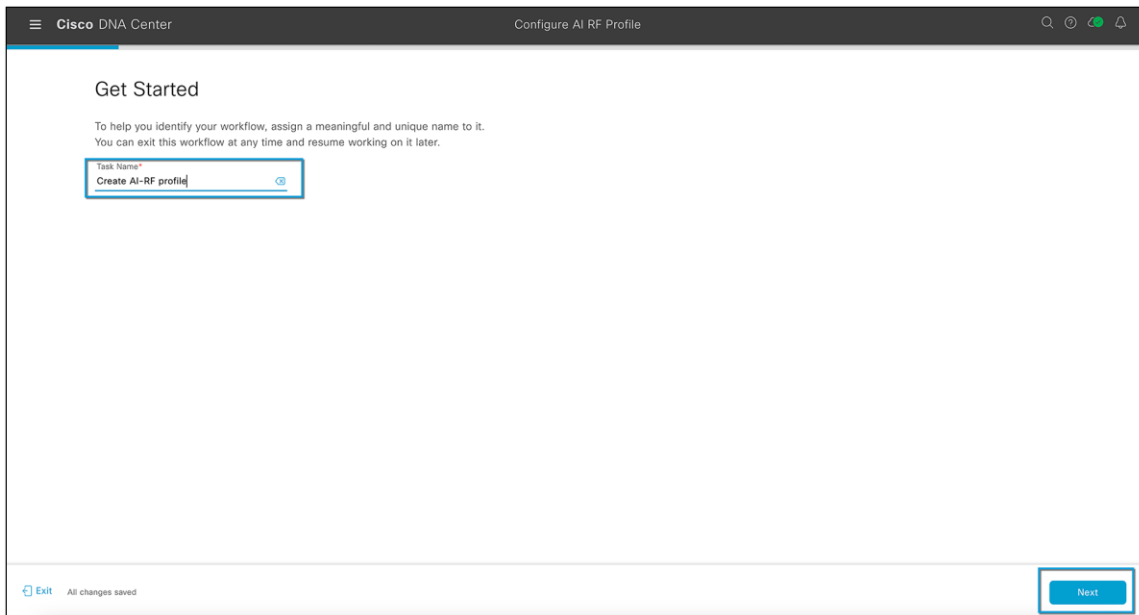 Cisco DNA Center
Configure AI RF Profile
Get Started
To help you identify your workflow, assign a meaningful and unique name to it.
You can exit this workflow at any time and resume working on it later.
Task Name*
Create AI-RF profile
Exit
All changes saved
Next